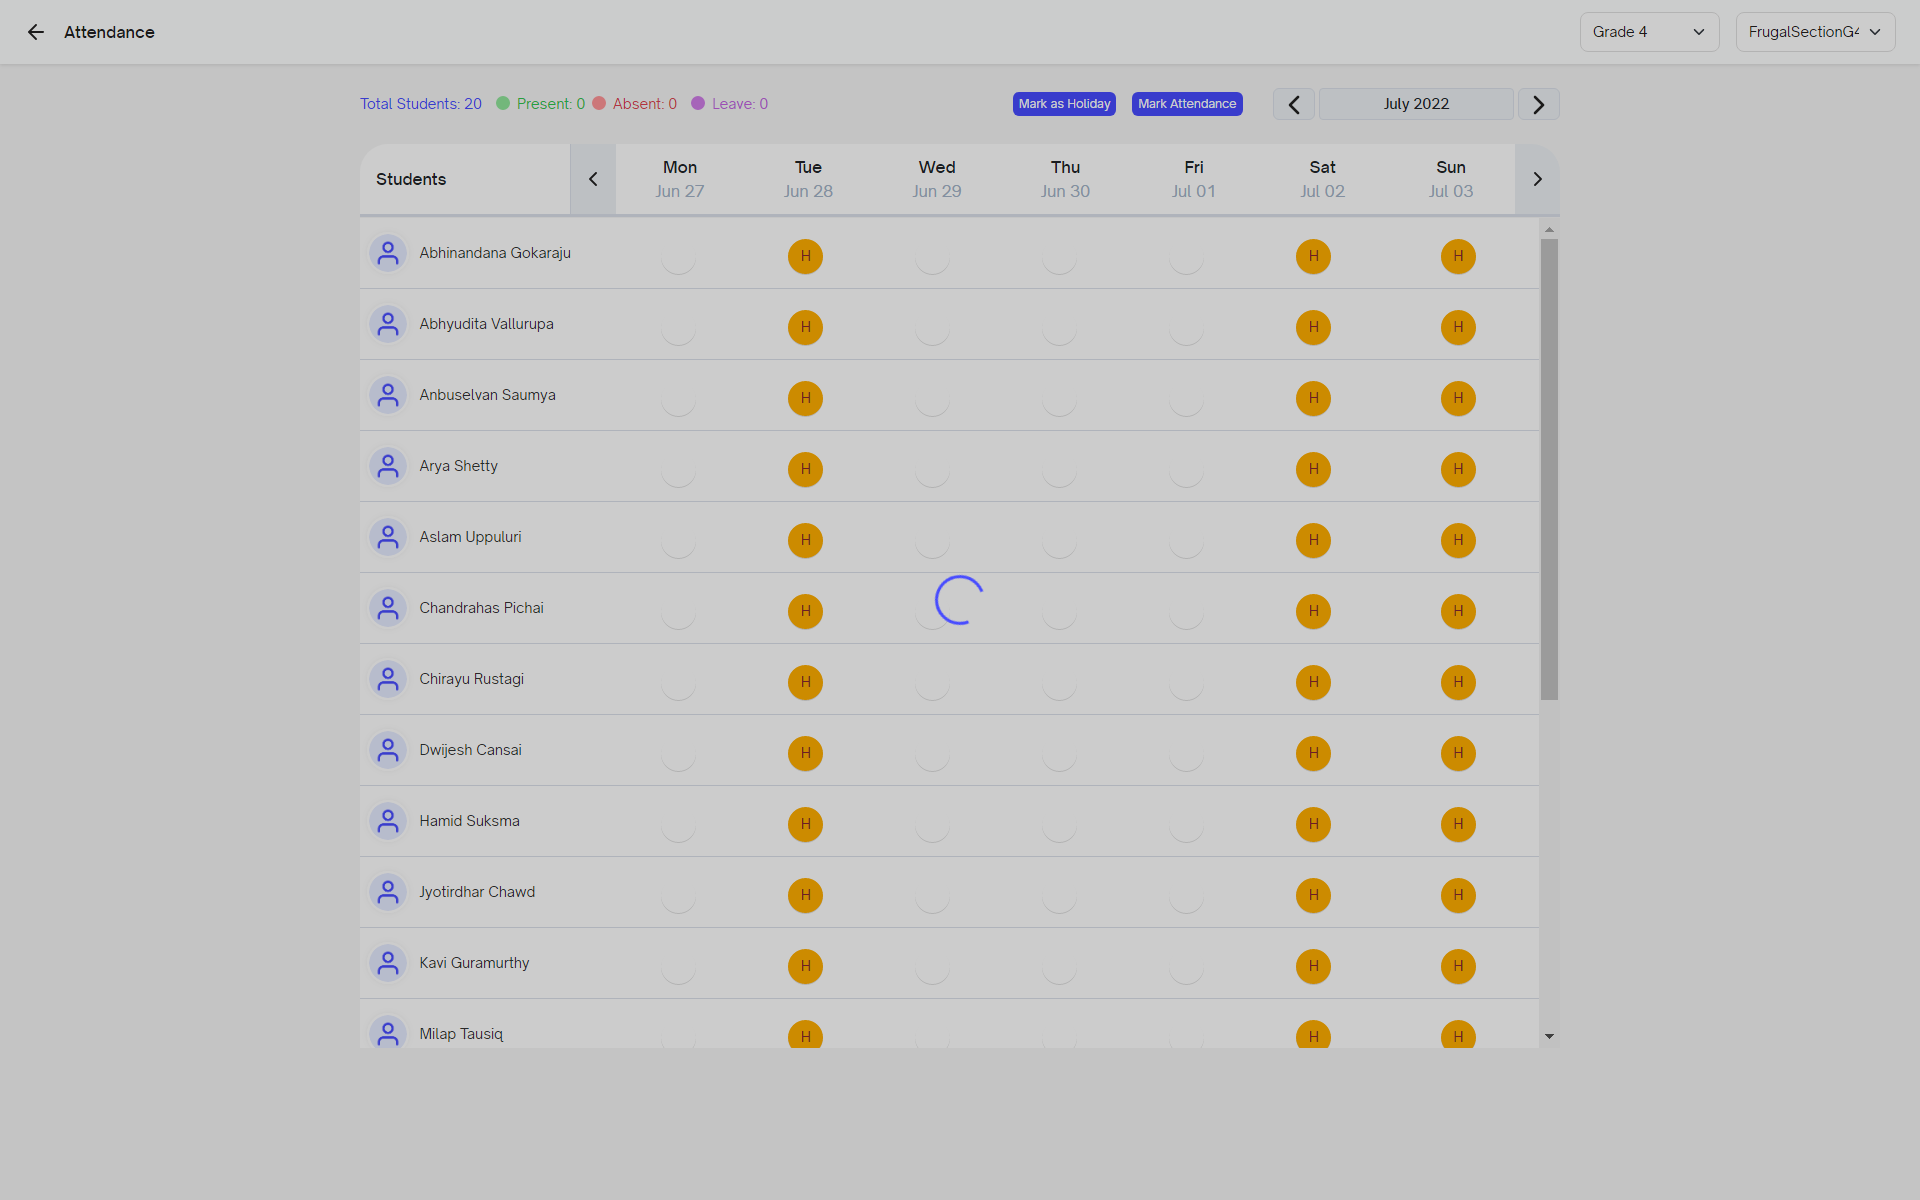 Attendance
Grade 4
FrugalSectionG4
Total Students: 20 Present: 0 Absent: 0 Leave: 0
Mark as Holiday
Mark Attendance
July 2022
Students
Mon Tue Wed Thu Fri Sat Sun
Jun 27 Jun 28 Jun 29 Jun 30 Jul 01 Jul 02 Jul 03
Abhinandana Gokaraju H H H
Abhyudita Vallurupa H H H
Anbuselvan Saumya H H H
Arya Shetty H H H
Aslam Uppuluri H H H
Chandrahas Pichai H H H
Chirayu Rustagi H H H
Dwijesh Cansai H H H
Hamid Suksma H H H
Jyotirdhar Chawd H H H
Kavi Guramurthy H H H
Milap Tausiq H H H